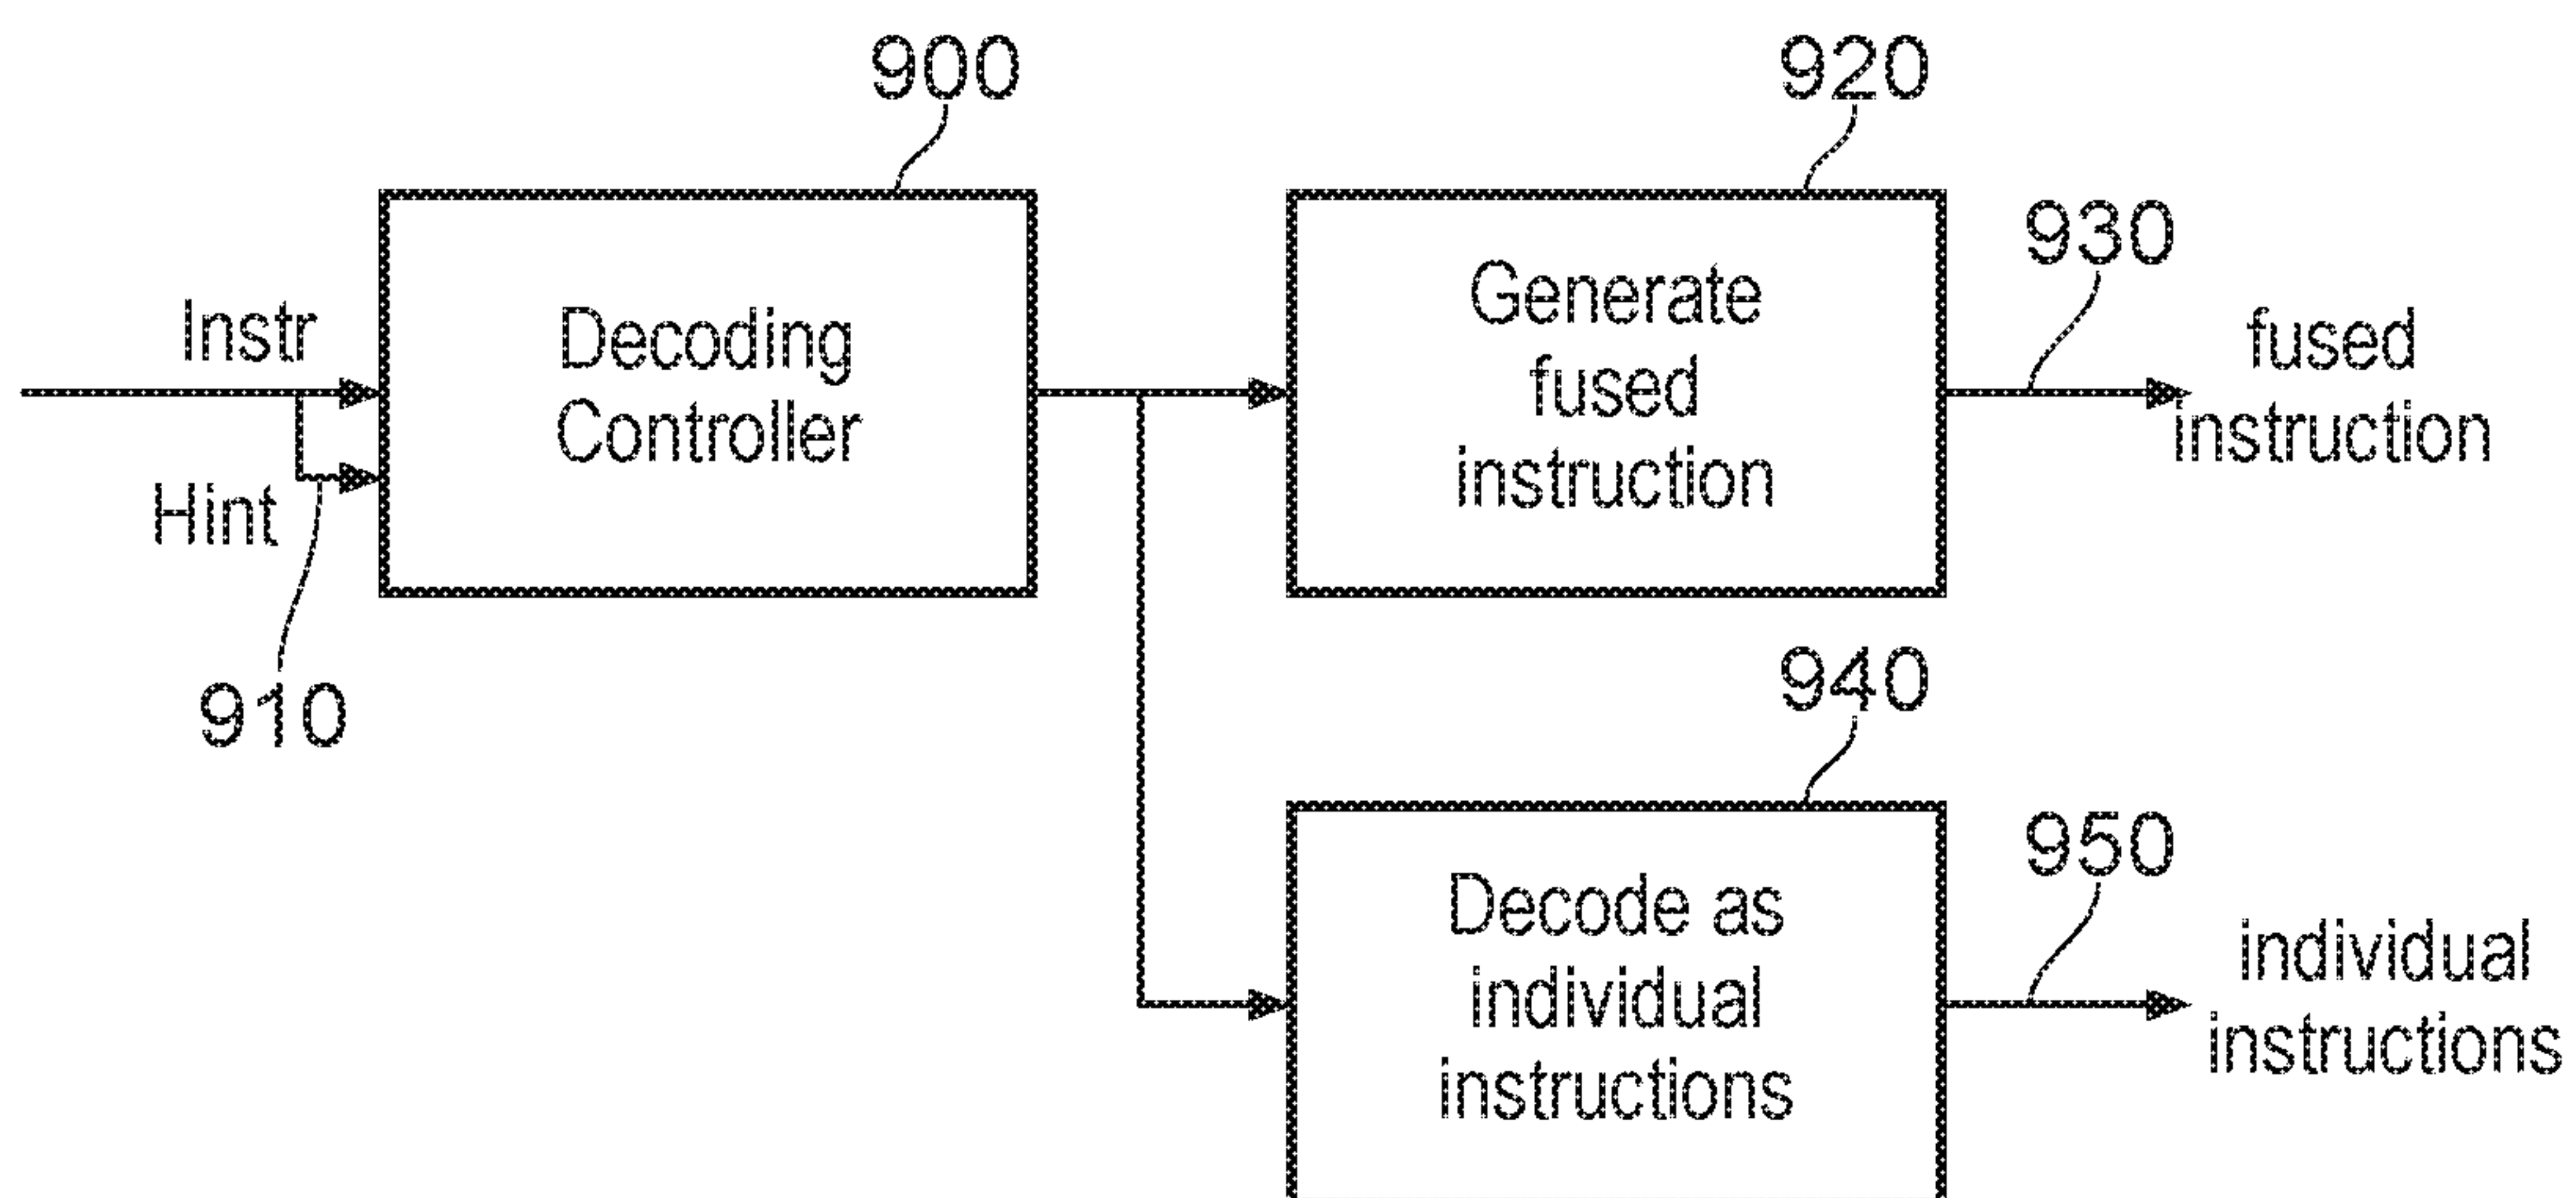 900
920
930
Instr
Decoding
Controller
Generate
fused
instruction
fused
instruction
Hint
910
940
950
Decode as
individual
instructions
individual
instructions